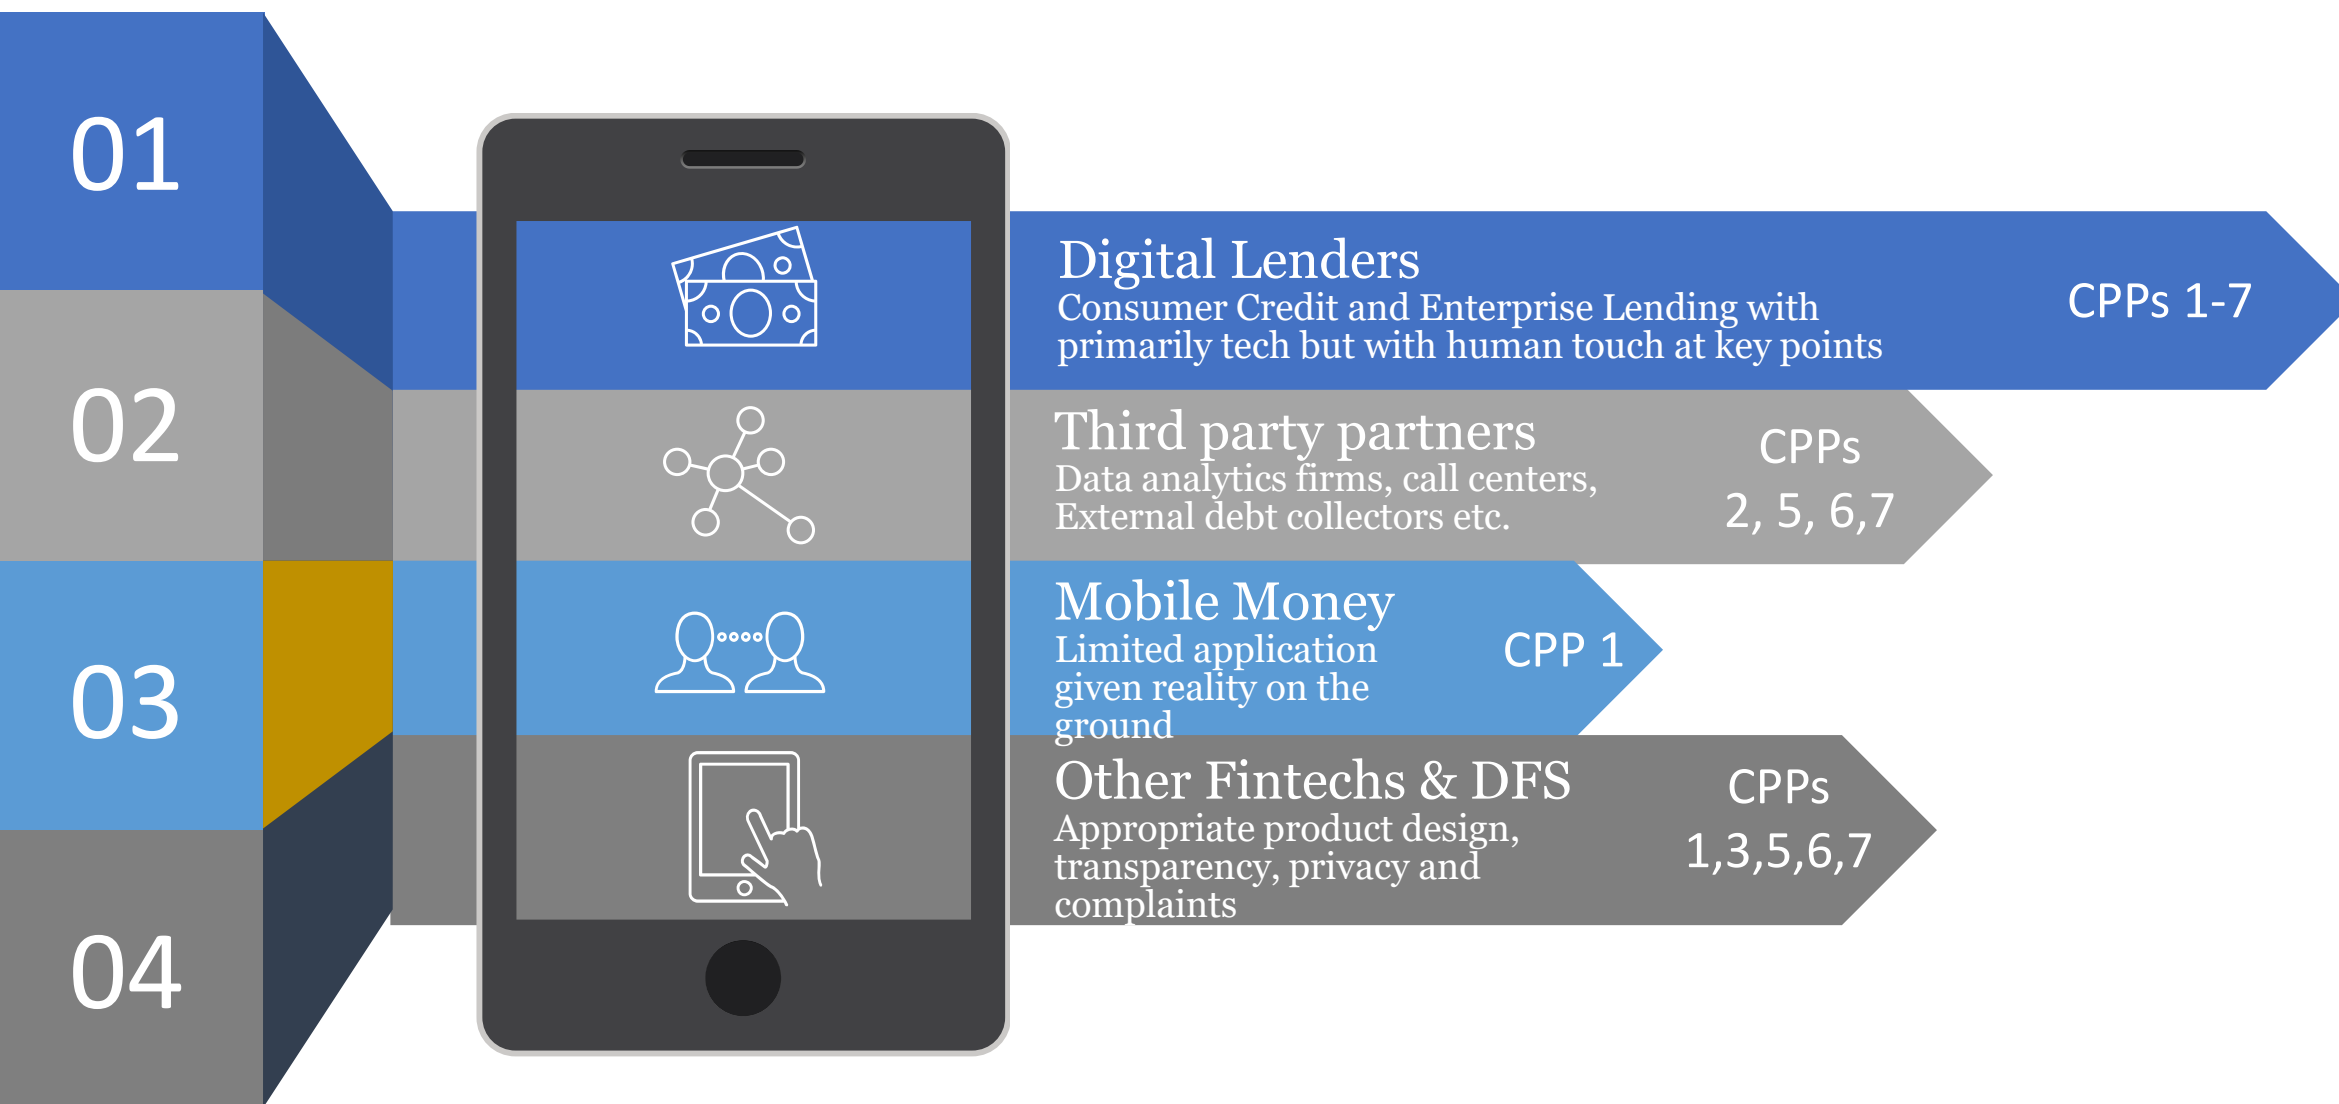 01
Digital Lenders
Consumer Credit and Enterprise Lending with
primarily tech but with human touch at key points
CPPs 1-7
02
Third party partners
Data analytics firms, call centers,
External debt collectors etc.
CPPs
2, 5, 6,7
03
Mobile Money
Limited application
given reality on the
ground
CPP 1
04
Other Fintechs & DFS
Appropriate product design,
transparency, privacy and
complaints
CPPs
1,3,5,6,7